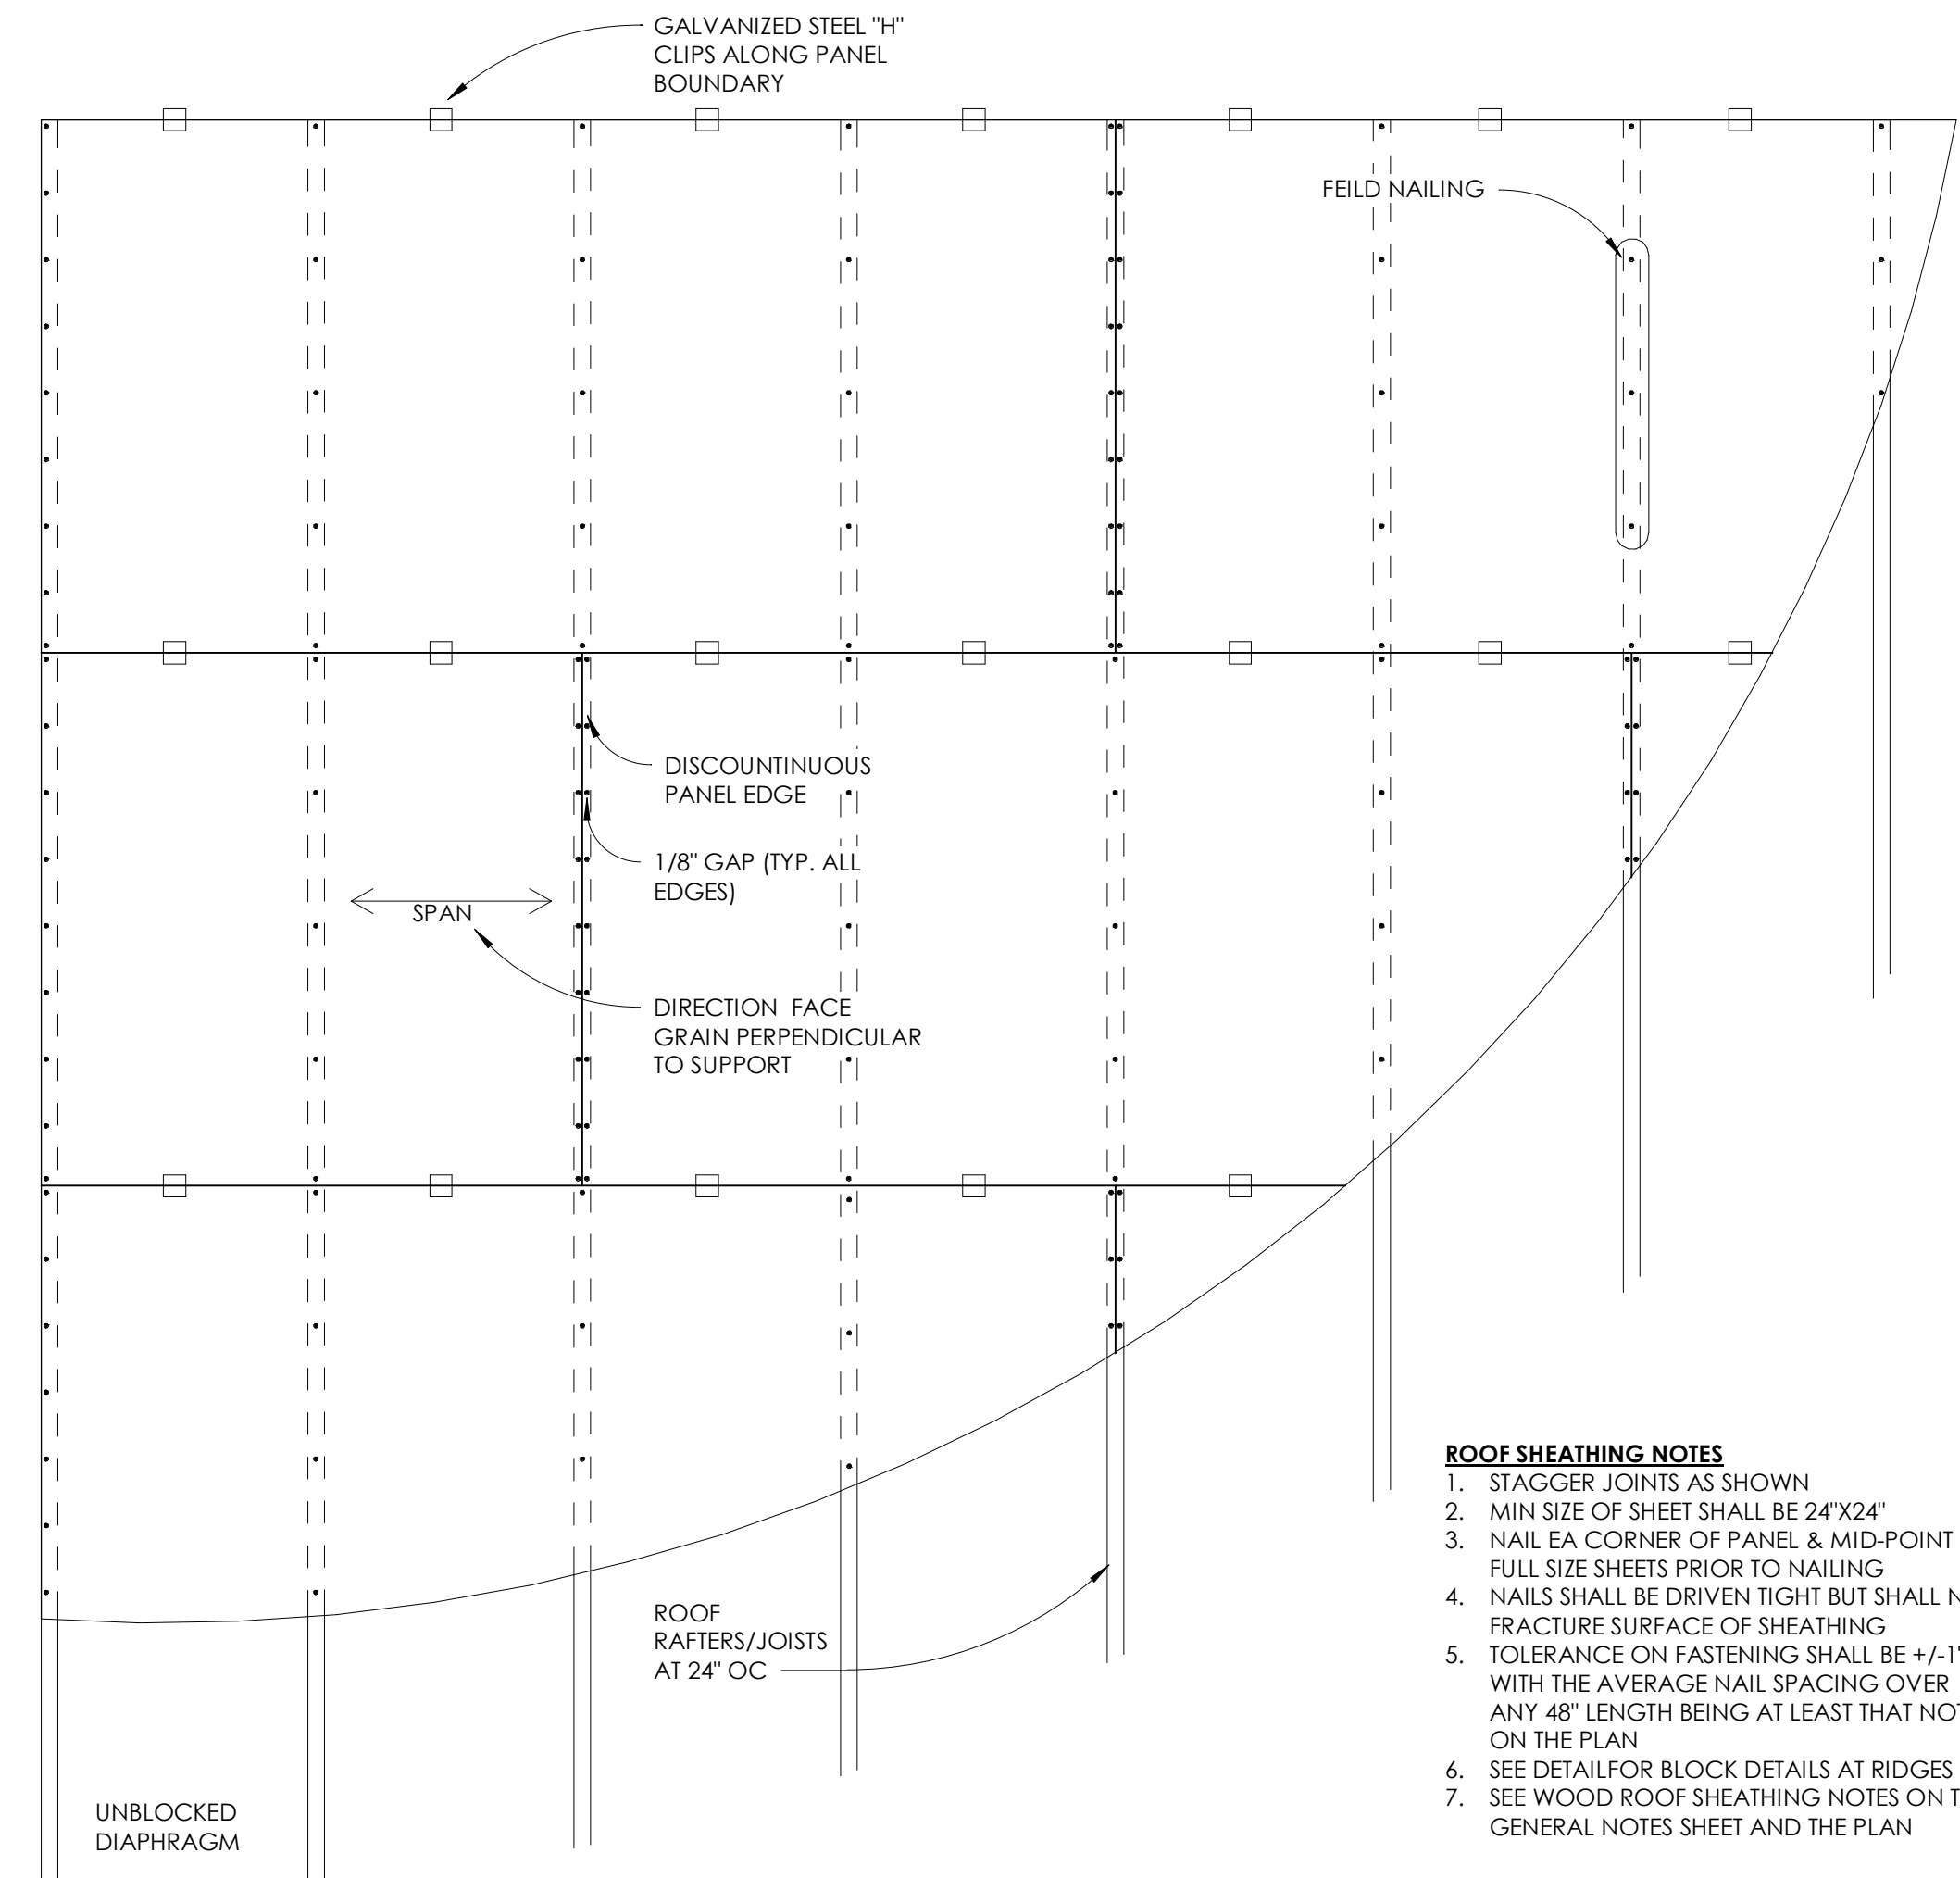 GALVANIZED STEEL "H"
CLIPS ALONG PANEL
BOUNDARY
FEILD NAILING
DISCOUNTINUOUS
PANEL EDGE
1/8" GAP (TYP. ALL
EDGES)
SPAN
DIRECTION FACE
GRAIN PERPENDICULAR
TO SUPPORT
ROOF SHEATHING NOTES
1. STAGGER JOINTS AS SHOWN
2. MIN SIZE OF SHEET SHALL BE 24"X24"
3. NAIL EA CORNER OF PANEL & MID-POINT
FULL SIZE SHEETS PRIOR TO NAILING
4. NAILS SHALL BE DRIVEN TIGHT BUT SHALL
FRACTURE SURFACE OF SHEATHING
5. TOLERANCE ON FASTENING SHALL BE +/-1"
WITH THE AVERAGE NAIL SPACING OVER
ANY 48" LENGTH BEING AT LEAST THAT
ON THE PLAN
6. SEE DETAILFOR BLOCK DETAILS AT RIDGES
7. SEE WOOD ROOF SHEATHING NOTES ON
GENERAL NOTES SHEET AND THE PLAN
ROOF
RAFTERS/JOISTS
AT 24" OC
UNBLOCKED
DIAPHRAGM